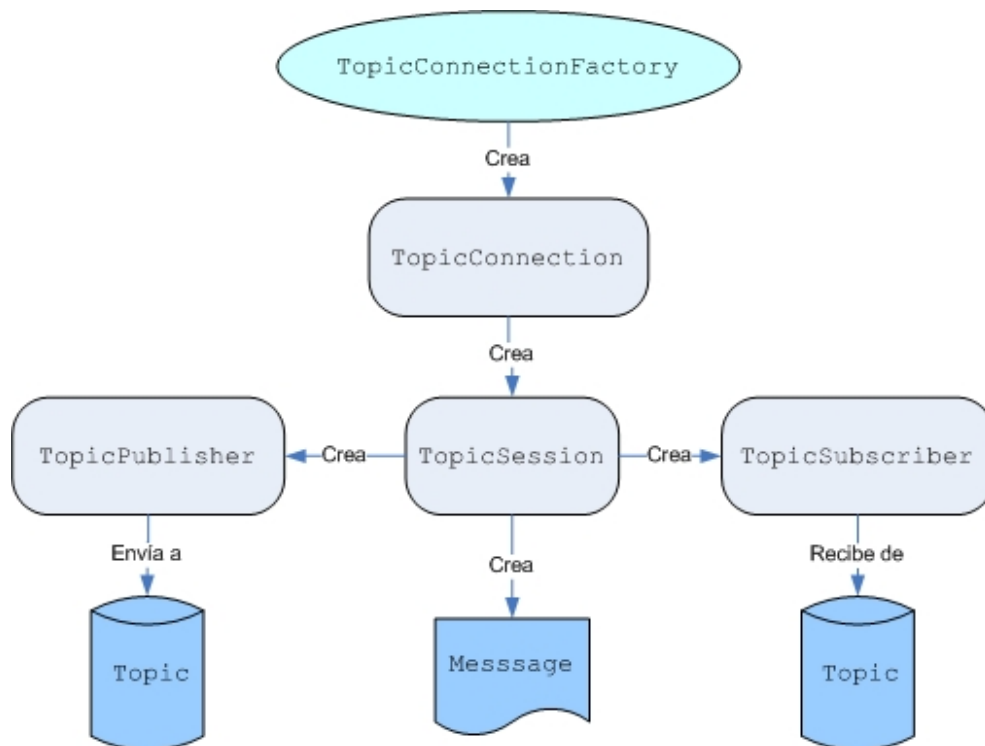 TopicConnectionFactory
Crea
TopicConnection
Crea
TopicPublisher
Crea
TopicSession
Crea
TopicSubscriber
Envía a
Crea
Recibe de
Topic
Messsage
Topic